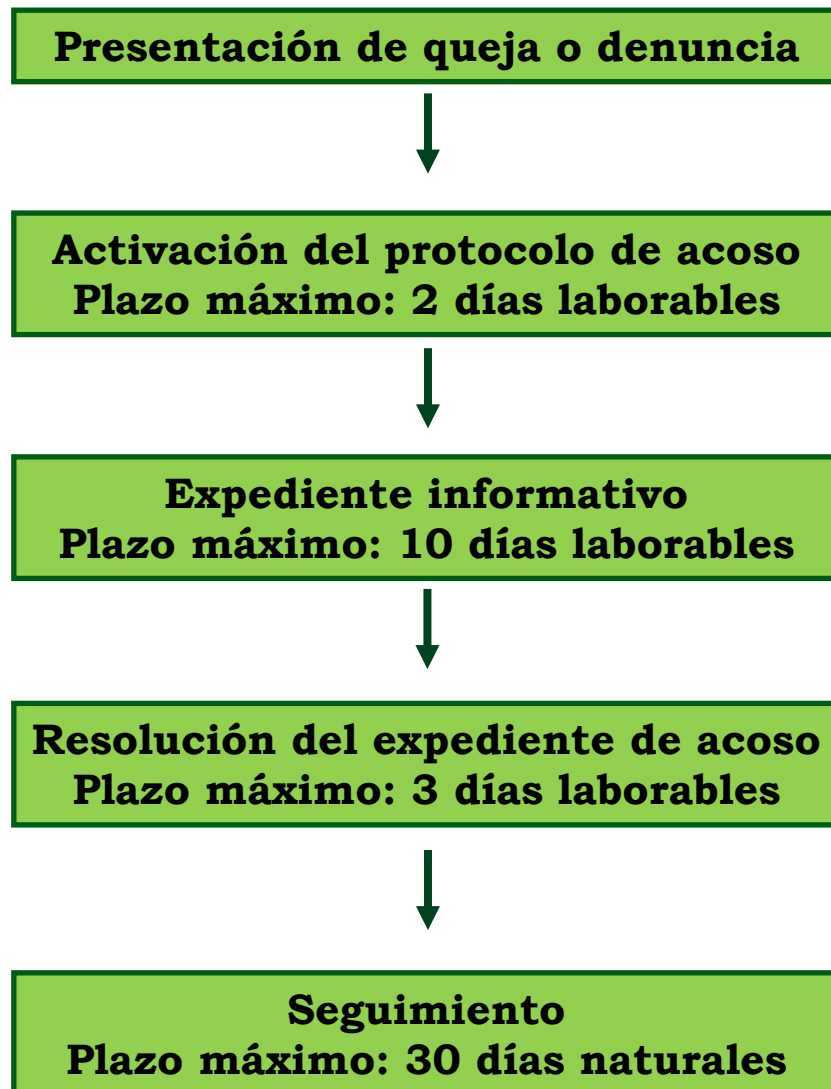 Presentación de queja o denuncia
Activación del protocolo de acoso
Plazo máximo: 2 días laborables
Expediente informativo
Plazo máximo: 10 días laborables
Resolución del expediente de acoso
Plazo máximo: 3 días laborables
Seguimiento
Plazo máximo: 30 días naturales